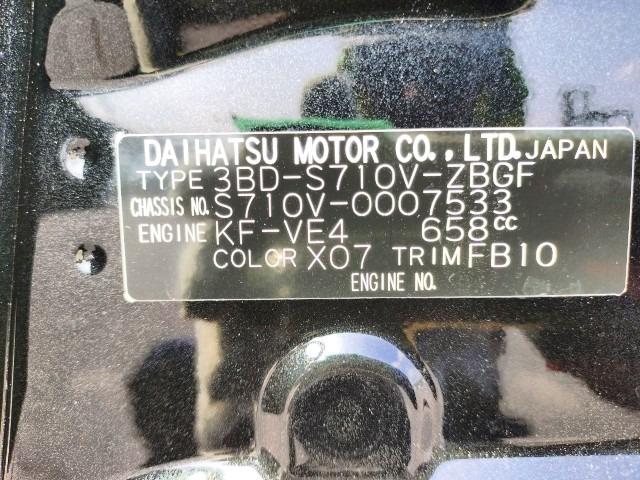 DAIHATSU MOTOR CO.,LTD. JAPAN
TYPE 3BD-S710V-ZBGF
CHASSIS NO. S710V-0007533
ENGINE KF-VE4 658cc
COLOR X07 TRIM FB10
ENGINE NO.